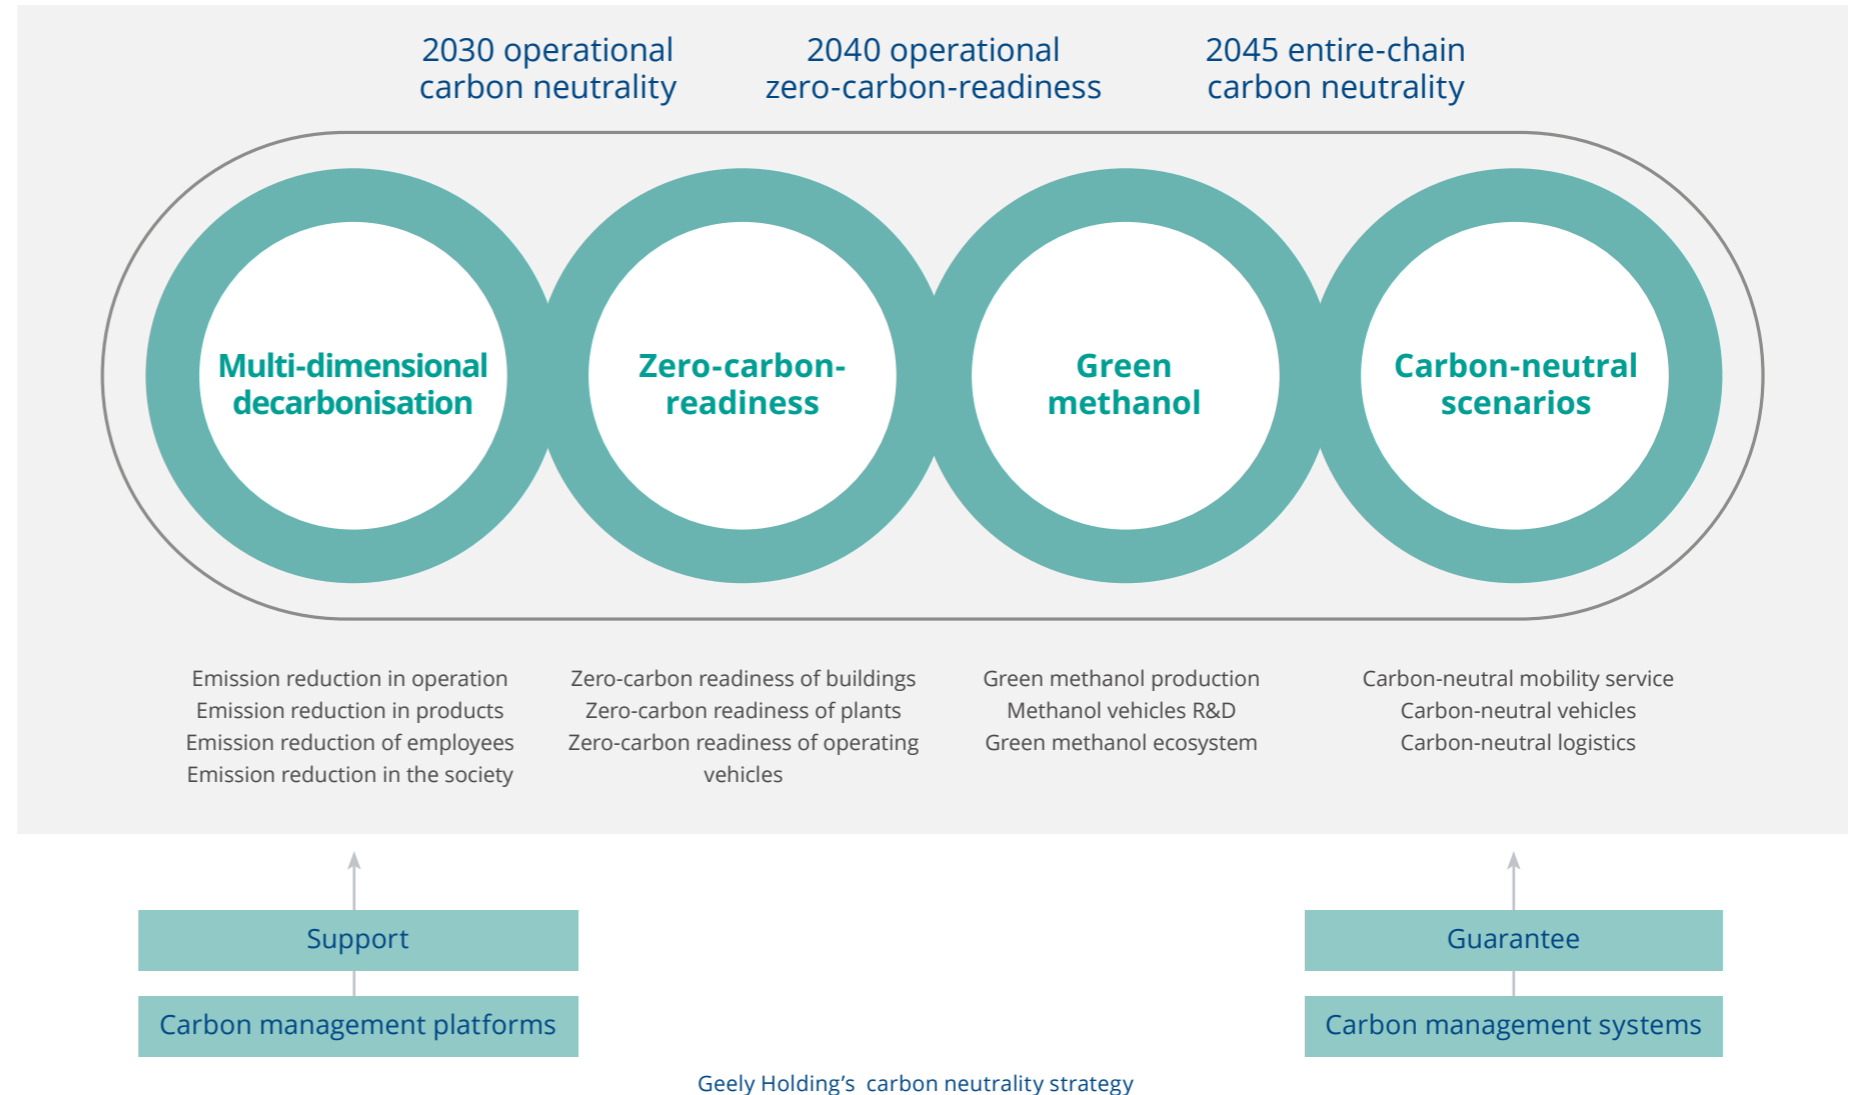 2030 operational
carbon neutrality
2040 operational
zero-carbon-readiness
2045 entire-chain
carbon neutrality
Multi-dimensional
decarbonisation
Zero-carbon-
readiness
Green
methanol
Carbon-neutral
scenarios
Emission reduction in operation
Emission reduction in products
Emission reduction of employees
Emission reduction in the society
Zero-carbon readiness of buildings
Zero-carbon readiness of plants
Zero-carbon readiness of operating
vehicles
Green methanol production
Methanol vehicles R&D
Green methanol ecosystem
Carbon-neutral mobility service
Carbon-neutral vehicles
Carbon-neutral logistics
Support
Carbon management platforms
Guarantee
Carbon management systems
Geely Holding's carbon neutrality strategy